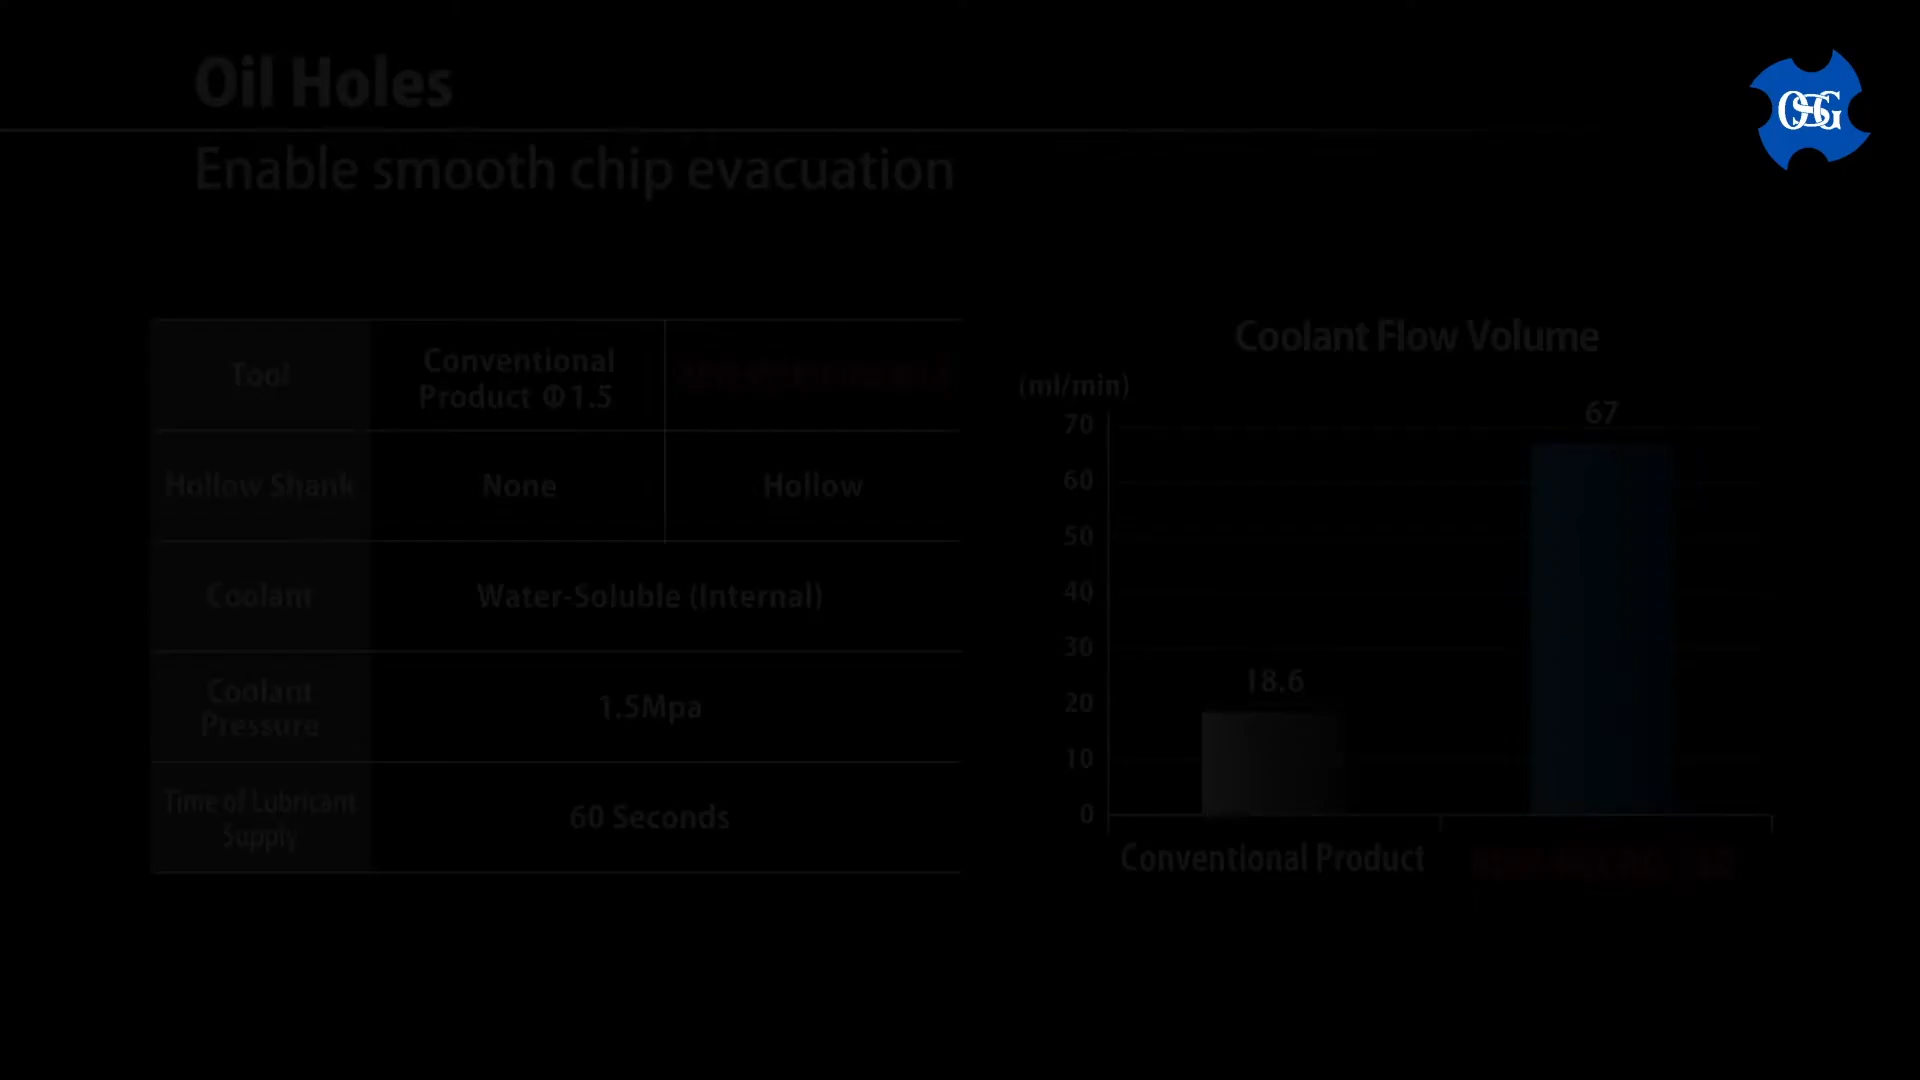 Oil Holes
OSG
Enable smooth chip evacuation
Tool
Conventional
Product Φ1.5
Hollow Shank
None
Hollow
Coolant
Water-Soluble (Internal)
Coolant
Pressure
1.5Mpa
Time of Lubricant
Supply
60 Seconds
Coolant Flow Volume
(ml/min)
70
60
50
40
30
20
10
0
18.6
67
Conventional Product